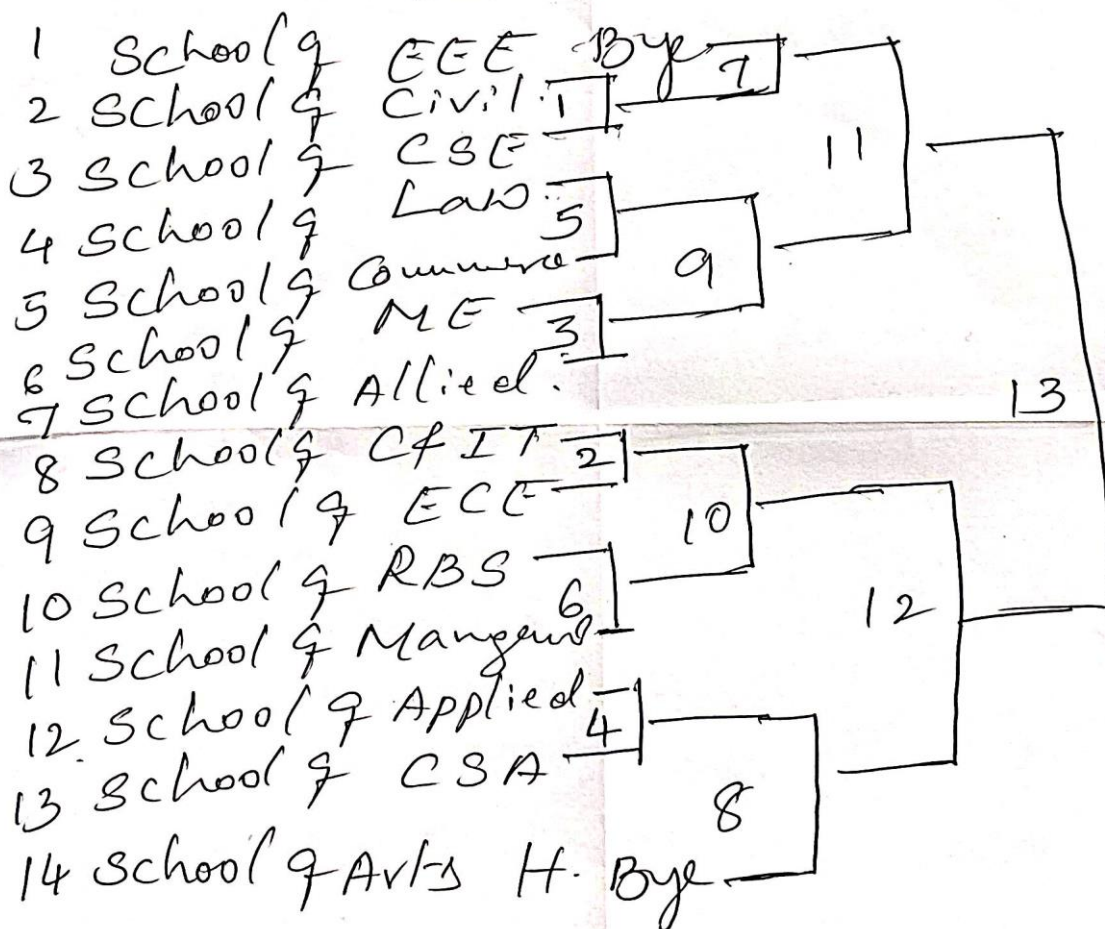 1 School of EEE Bye 7
2 School of Civil. 1
3 School of CSE 11
4 School of Law. 5
5 School of Commerce 9
6 School of ME 3
7 School of Allied. 13
8 School of C & IT 2
9 School of ECE 10
10 School of RBS 6
11 School of 12
12 School of Applied 4
13 School of CSA 8
14 School of Arts H. Bye